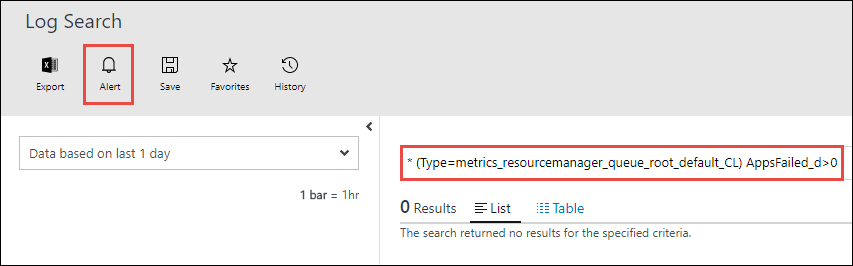 Log Search
Export Alert Save Favorites History
Data based on last 1 day
1 bar = 1hr
* (Type=metrics_resourcemanager_queue_root_default_CL) AppsFailed_d>0
0 Results List Table
The search returned no results for the specified criteria.